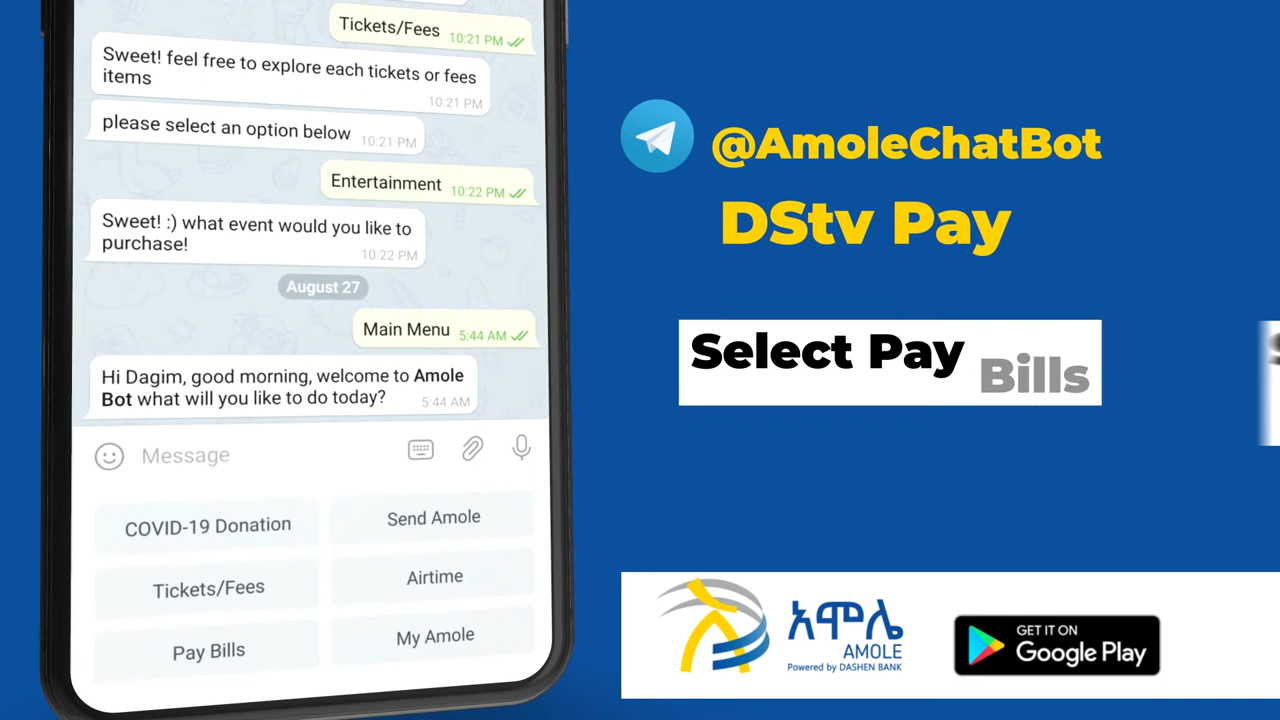 Tickets/Fees 10:21 PM
Sweet! feel free to explore each tickets or fees
items
10:21 PM
please select an option below 10:21 PM
Entertainment 10:22 PM
Sweet! :) what event would you like to
purchase!
10:22 PM
August 27
Main Menu 5:44 AM
Hi Dagim, good morning, welcome to Amole
Bot what will you like to do today? 5:44 AM
Message
COVID-19 Donation
Send Amole
Tickets/Fees
Airtime
Pay Bills
My Amole
@AmoleChatBot
DStv Pay
Select Pay Bills
አሞሌ
AMOLE
Powered by DASHEN BANK
GET IT ON
Google Play